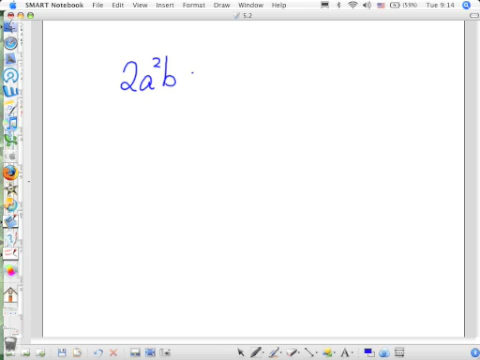 SMART Notebook File Edit View Insert Format Draw Window Help (59%) Tue 9:14
5.2
2a²b